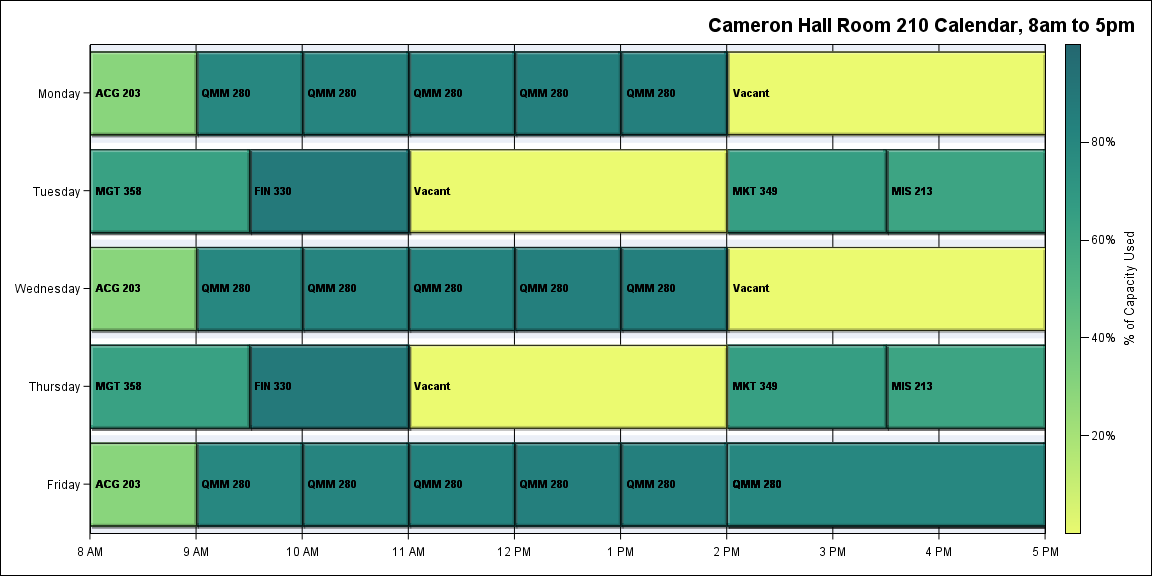 Cameron Hall Room 210 Calendar, 8am to 5pm
Monday
ACG 203
QMM 280
QMM 280
QMM 280
QMM 280
QMM 280
Vacant
Tuesday
MGT 358
FIN 330
Vacant
MKT 349
MIS 213
Wednesday
ACG 203
QMM 280
QMM 280
QMM 280
QMM 280
QMM 280
Vacant
Thursday
MGT 358
FIN 330
Vacant
MKT 349
MIS 213
Friday
ACG 203
QMM 280
QMM 280
QMM 280
QMM 280
QMM 280
QMM 280
8 AM
9 AM
10 AM
11 AM
12 PM
1 PM
2 PM
3 PM
4 PM
5 PM
80%
60%
40%
20%
% of Capacity Used